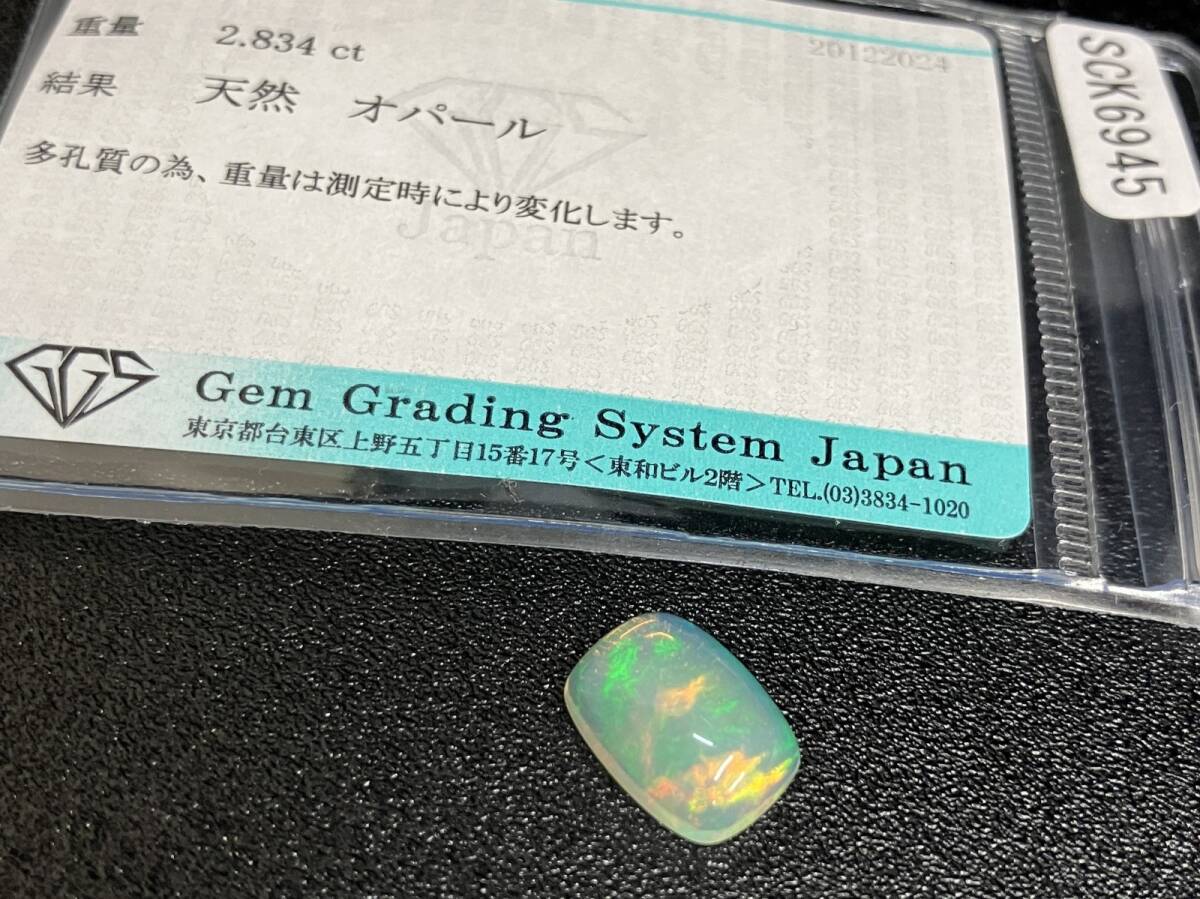 20122024
重量 2.834 ct
結果 天然 オパール
多孔質の為、重量は測定時により変化します。
Japan
GGS
Gem Grading System Japan
東京都台東区上野五丁目15番17号<東和ビル2階>TEL.(03)3834-1020
SCK6945